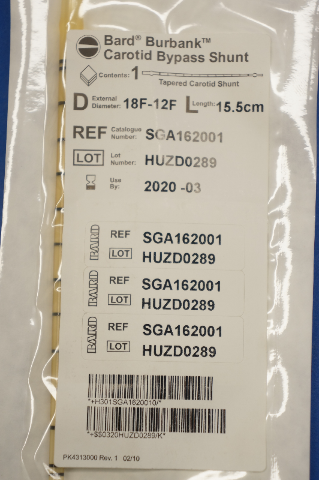 Bard® Burbank™
Carotid Bypass Shunt
Contents: 1
Tapered Carotid Shunt
D External Diameter: 18F-12F L Length: 15.5cm
REF Catalogue Number: SGA162001
LOT Lot Number: HUZD0289
Use By: 2020-03
BARD REF SGA162001
LOT HUZD0289
BARD REF SGA162001
LOT HUZD0289
BARD REF SGA162001
LOT HUZD0289
*+H301SGA1620010/*
*+$$0320HUZD0289/K*
PK4313000 Rev. 1 02/10